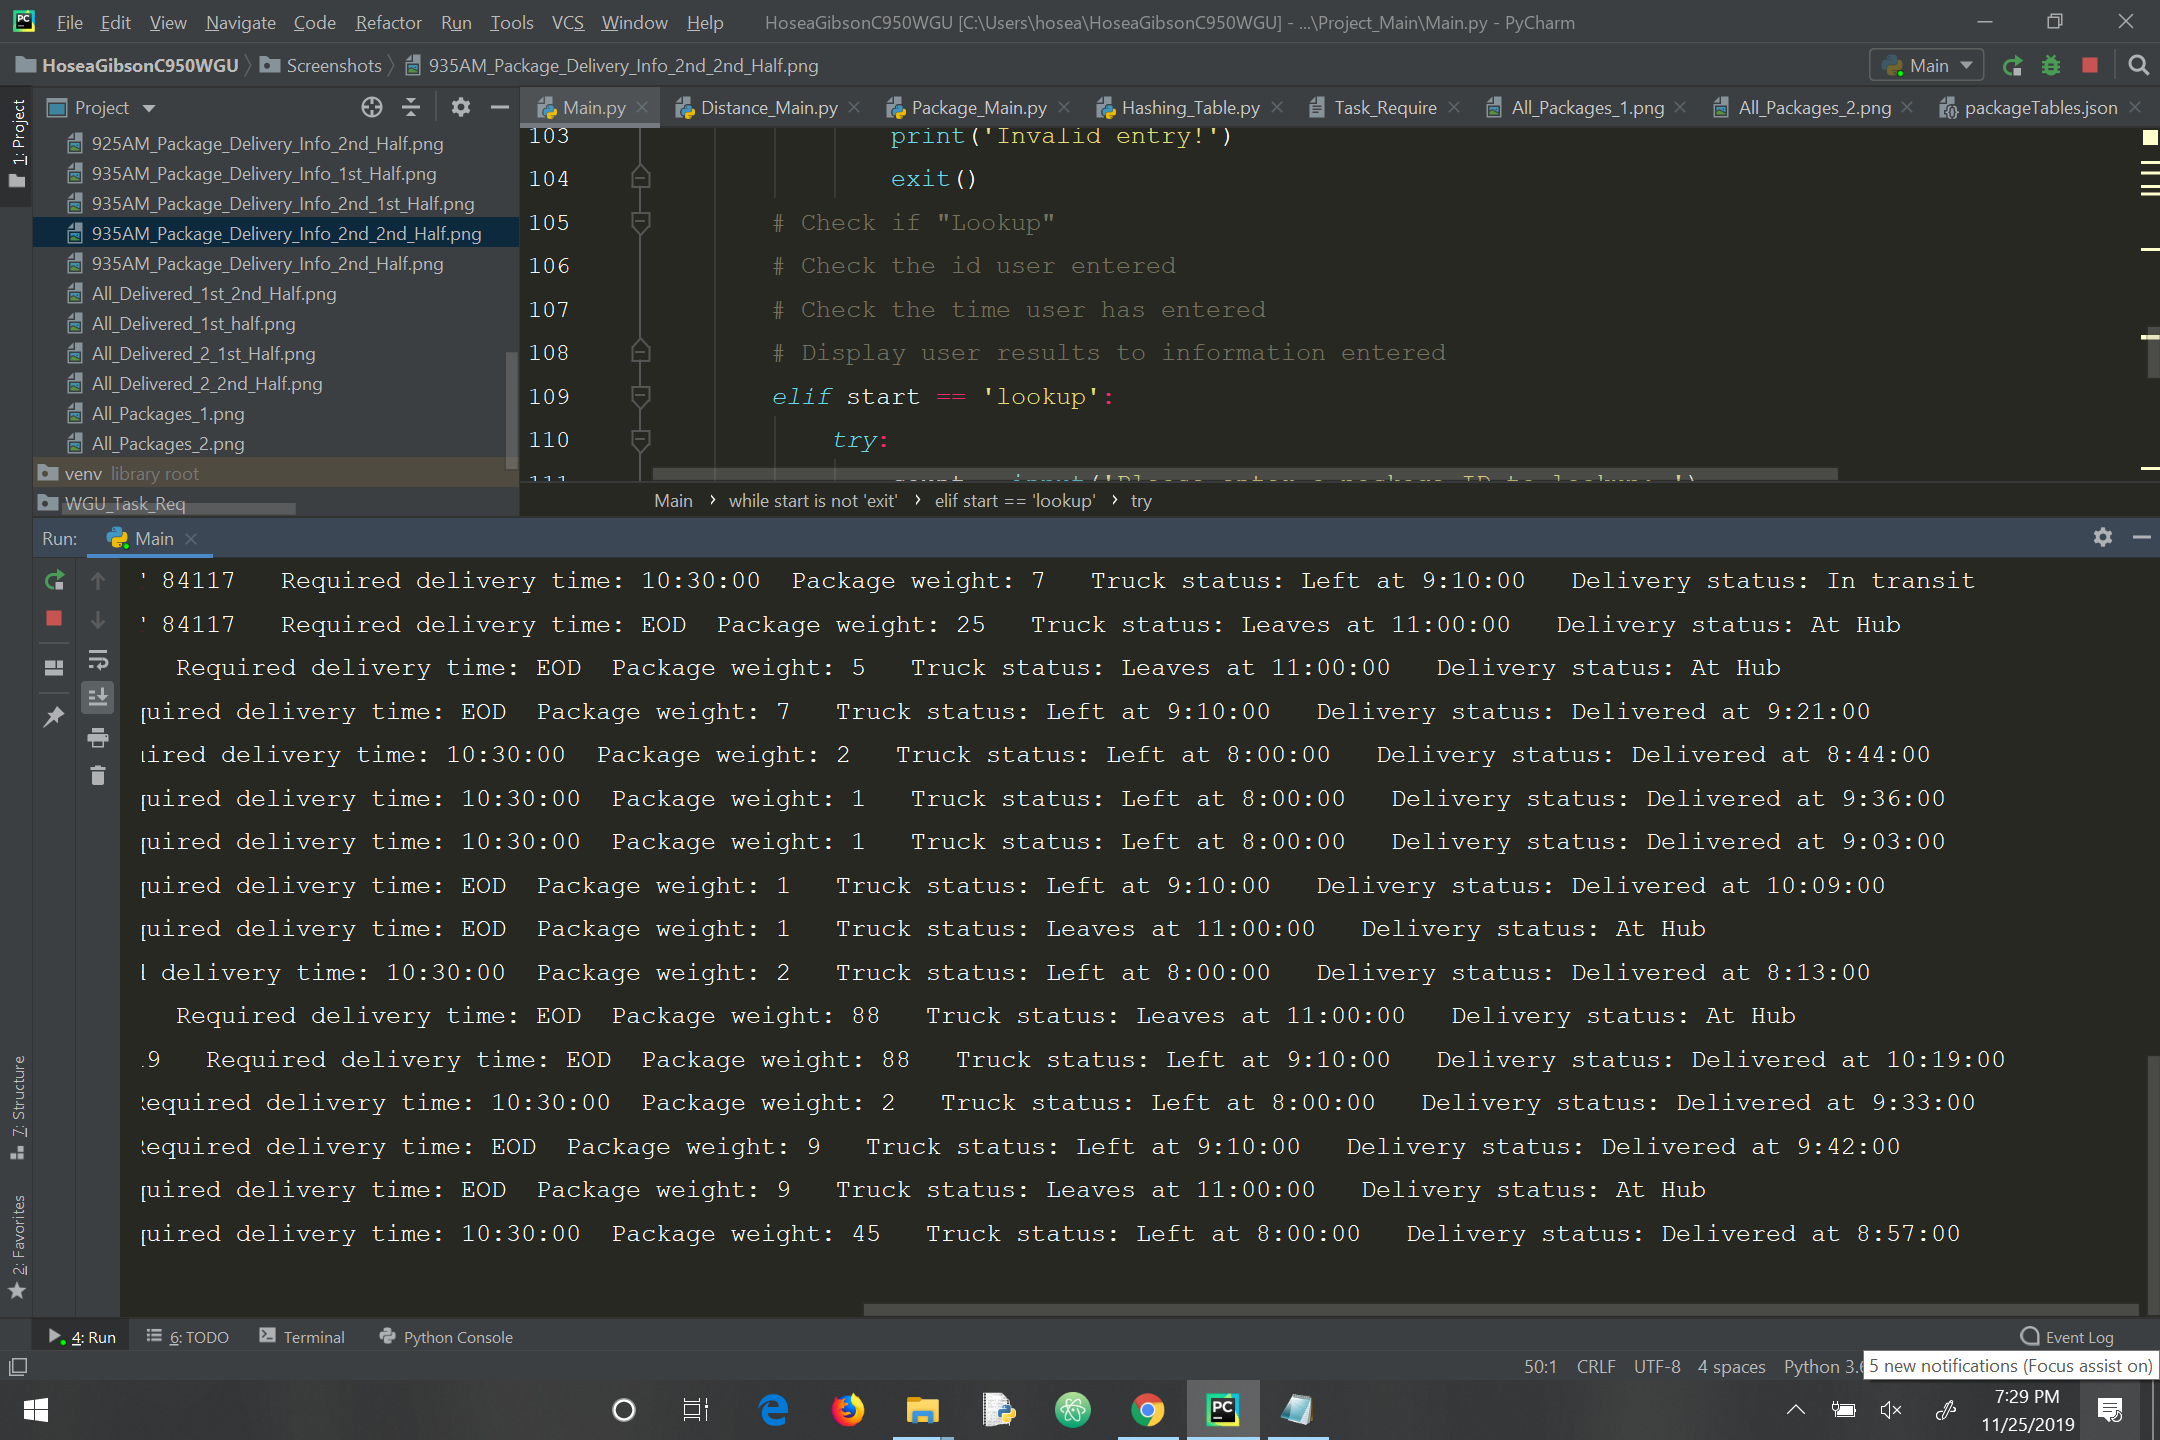 File Edit View Navigate Code Refactor Run Tools VCS Window Help HoseaGibsonC950WGU [C:\Users\hosea\HoseaGibsonC950WGU] - ...\Project_Main\Main.py - PyCharm
HoseaGibsonC950WGU Screenshots 935AM_Package_Delivery_Info_2nd_2nd_Half.png Main
1: Project
Project
Main.py Distance_Main.py Package_Main.py Hashing_Table.py Task_Require All_Packages_1.png All_Packages_2.png packageTables.json
925AM_Package_Delivery_Info_2nd_Half.png
935AM_Package_Delivery_Info_1st_Half.png
935AM_Package_Delivery_Info_2nd_1st_Half.png
935AM_Package_Delivery_Info_2nd_2nd_Half.png
935AM_Package_Delivery_Info_2nd_Half.png
All_Delivered_1st_2nd_Half.png
All_Delivered_1st_half.png
All_Delivered_2_1st_Half.png
All_Delivered_2_2nd_Half.png
All_Packages_1.png
All_Packages_2.png
venv library root
WGU_Task_Req
103 print('Invalid entry!')
104 exit()
105 # Check if "Lookup"
106 # Check the id user entered
107 # Check the time user has entered
108 # Display user results to information entered
109 elif start == 'lookup':
110 try:
111 count = input('Please enter a package ID to lookup: ')
Main › while start is not 'exit' › elif start == 'lookup' › try
Run: Main
' 84117 Required delivery time: 10:30:00 Package weight: 7 Truck status: Left at 9:10:00 Delivery status: In transit
' 84117 Required delivery time: EOD Package weight: 25 Truck status: Leaves at 11:00:00 Delivery status: At Hub
Required delivery time: EOD Package weight: 5 Truck status: Leaves at 11:00:00 Delivery status: At Hub
quired delivery time: EOD Package weight: 7 Truck status: Left at 9:10:00 Delivery status: Delivered at 9:21:00
uired delivery time: 10:30:00 Package weight: 2 Truck status: Left at 8:00:00 Delivery status: Delivered at 8:44:00
quired delivery time: 10:30:00 Package weight: 1 Truck status: Left at 8:00:00 Delivery status: Delivered at 9:36:00
quired delivery time: 10:30:00 Package weight: 1 Truck status: Left at 8:00:00 Delivery status: Delivered at 9:03:00
quired delivery time: EOD Package weight: 1 Truck status: Left at 9:10:00 Delivery status: Delivered at 10:09:00
quired delivery time: EOD Package weight: 1 Truck status: Leaves at 11:00:00 Delivery status: At Hub
d delivery time: 10:30:00 Package weight: 2 Truck status: Left at 8:00:00 Delivery status: Delivered at 8:13:00
Required delivery time: EOD Package weight: 88 Truck status: Leaves at 11:00:00 Delivery status: At Hub
19 Required delivery time: EOD Package weight: 88 Truck status: Left at 9:10:00 Delivery status: Delivered at 10:19:00
Required delivery time: 10:30:00 Package weight: 2 Truck status: Left at 8:00:00 Delivery status: Delivered at 9:33:00
Required delivery time: EOD Package weight: 9 Truck status: Left at 9:10:00 Delivery status: Delivered at 9:42:00
quired delivery time: EOD Package weight: 9 Truck status: Leaves at 11:00:00 Delivery status: At Hub
quired delivery time: 10:30:00 Package weight: 45 Truck status: Left at 8:00:00 Delivery status: Delivered at 8:57:00
7: Structure
2: Favorites
4: Run 6: TODO Terminal Python Console Event Log
50:1 CRLF UTF-8 4 spaces Python 3.6
5 new notifications (Focus assist on)
PC
7:29 PM
11/25/2019